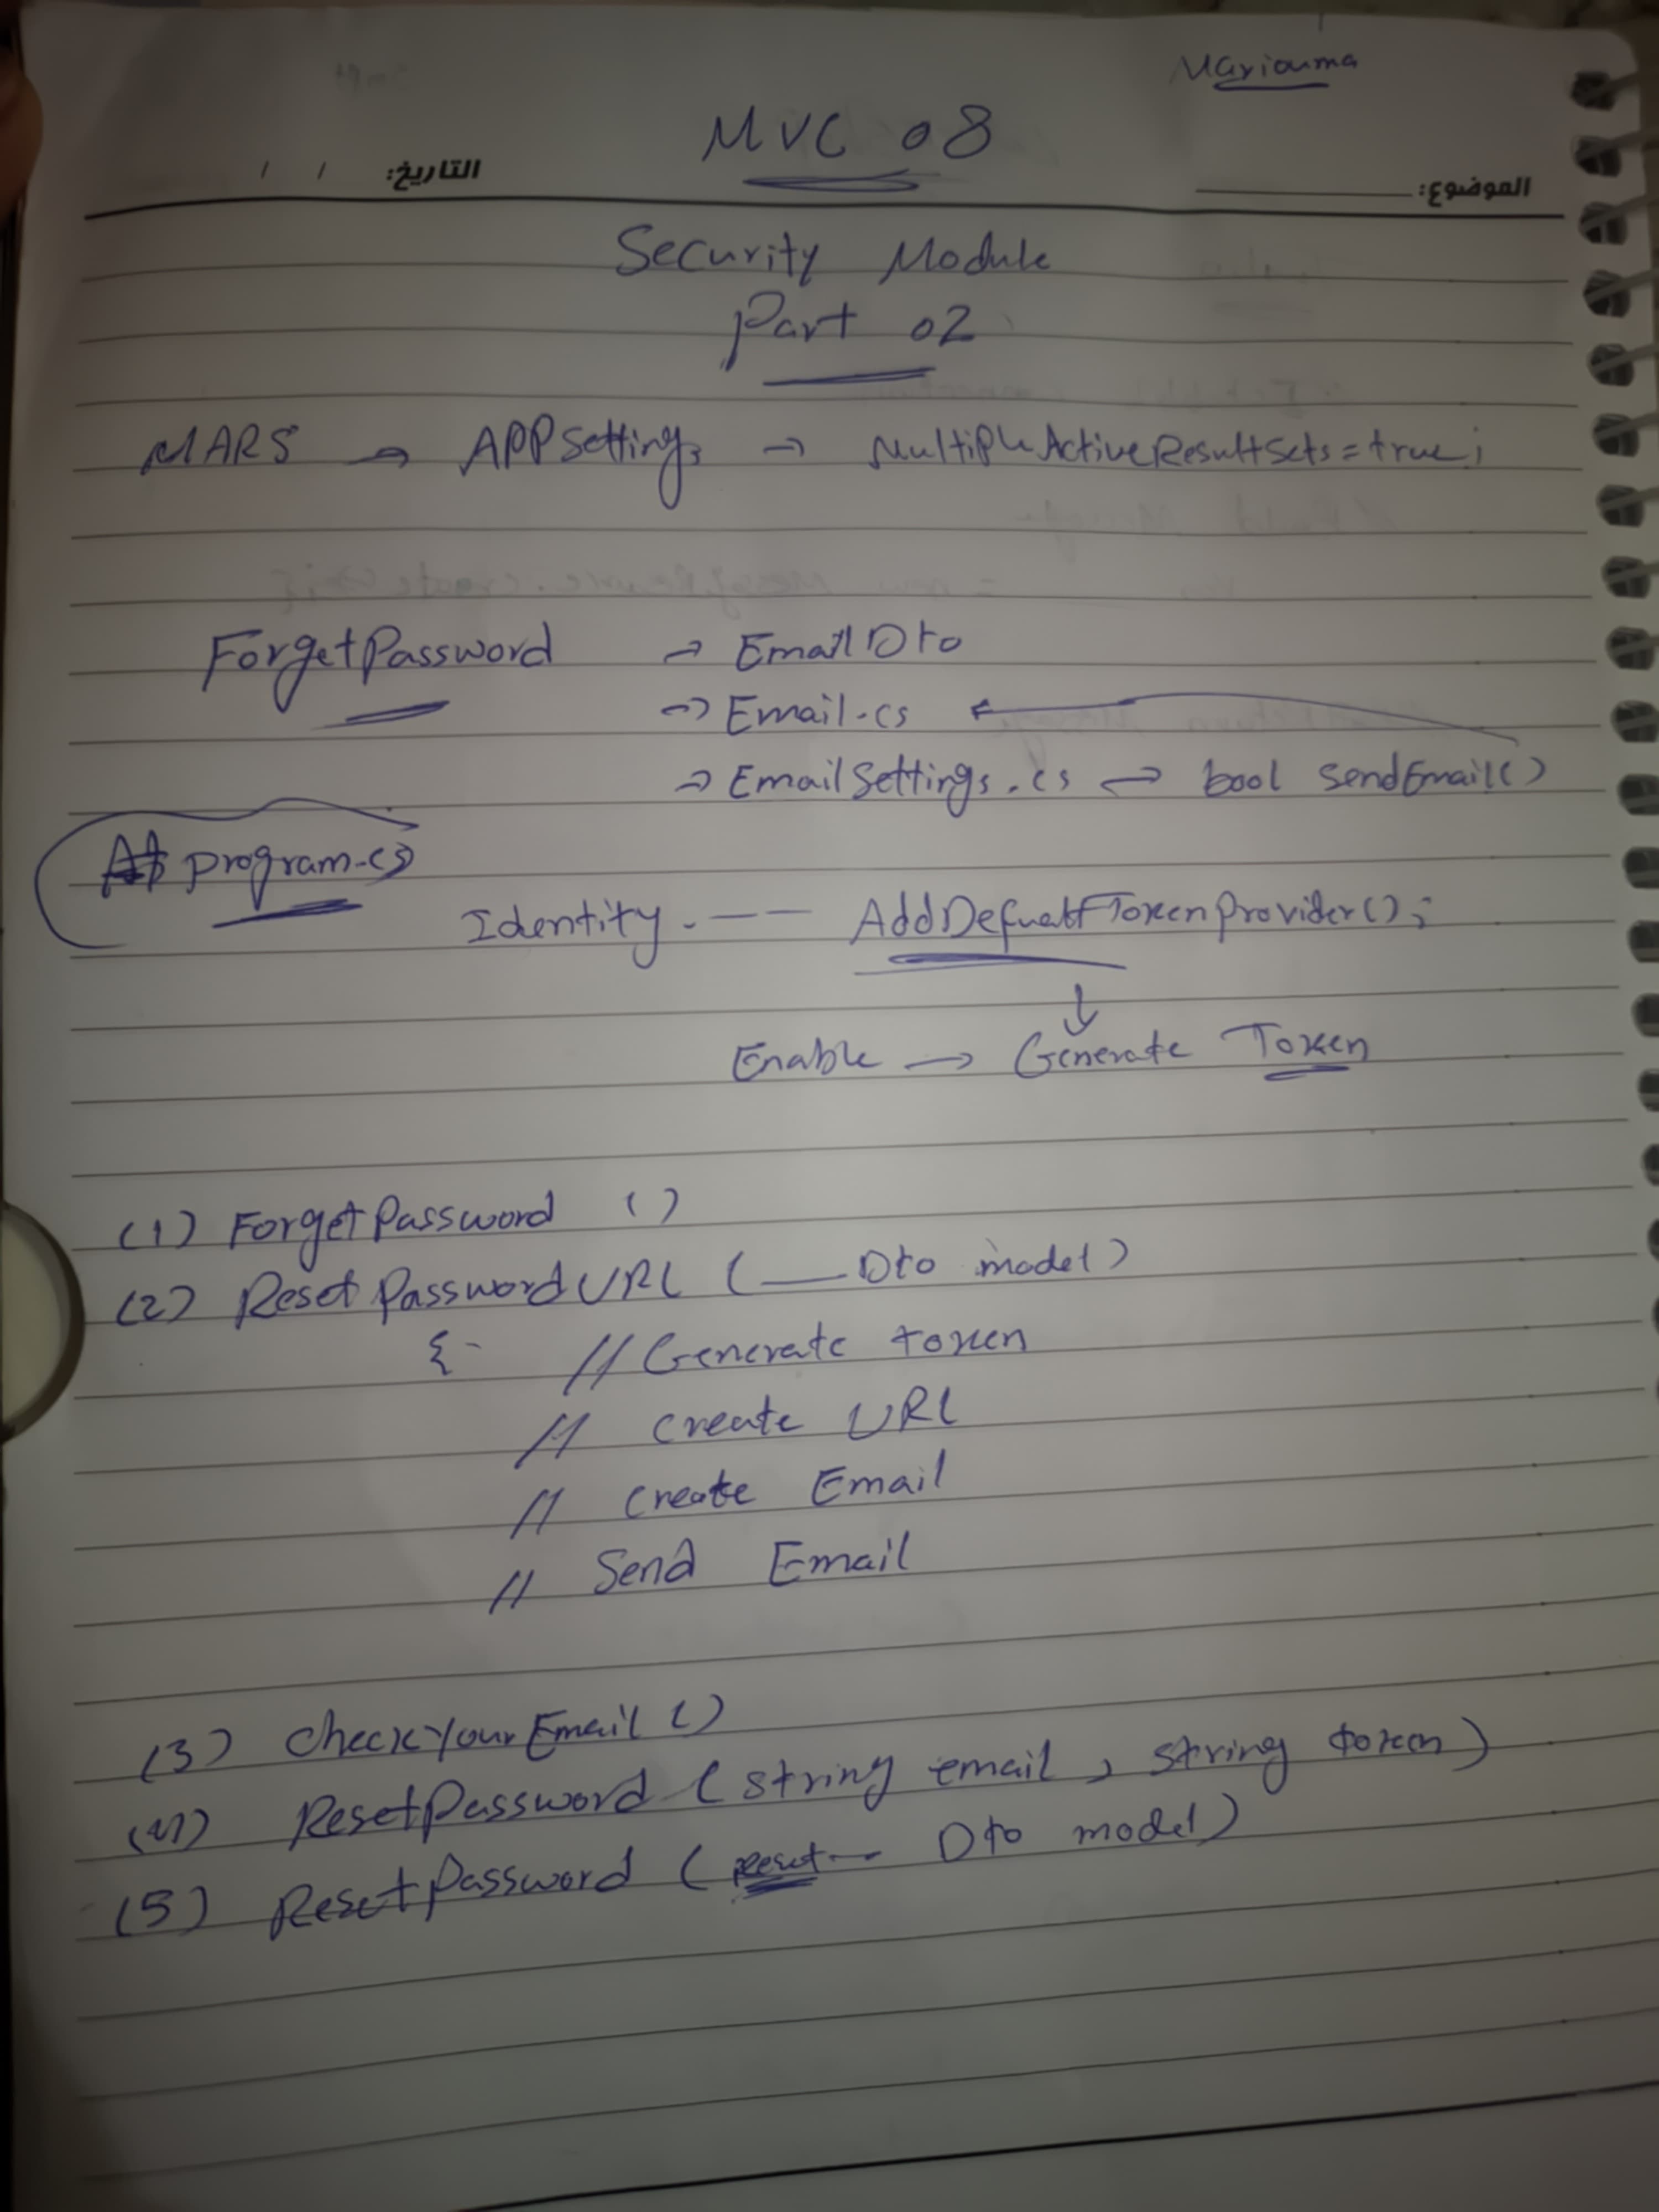 Mariouma
MVC 08
الموضوع: التاريخ: / /
Security Module
Part 02
MARS → APPSettings → MultipleActiveResultSets = true;
ForgetPassword → EmailDto
→ Email.cs
→ EmailSettings.cs → bool sendEmail()
At program.cs
Identity. -- AddDefualtTokenProvider();
↓
Enable → Generate Token
(1) ForgetPassword ()
(2) ResetPasswordURL ( __ Dto model)
{ // Generate token
// create URL
// create Email
// Send Email
(3) checkYourEmail ()
(4) ResetPassword (string email, string token)
(5) ResetPassword (reset-- Dto model)